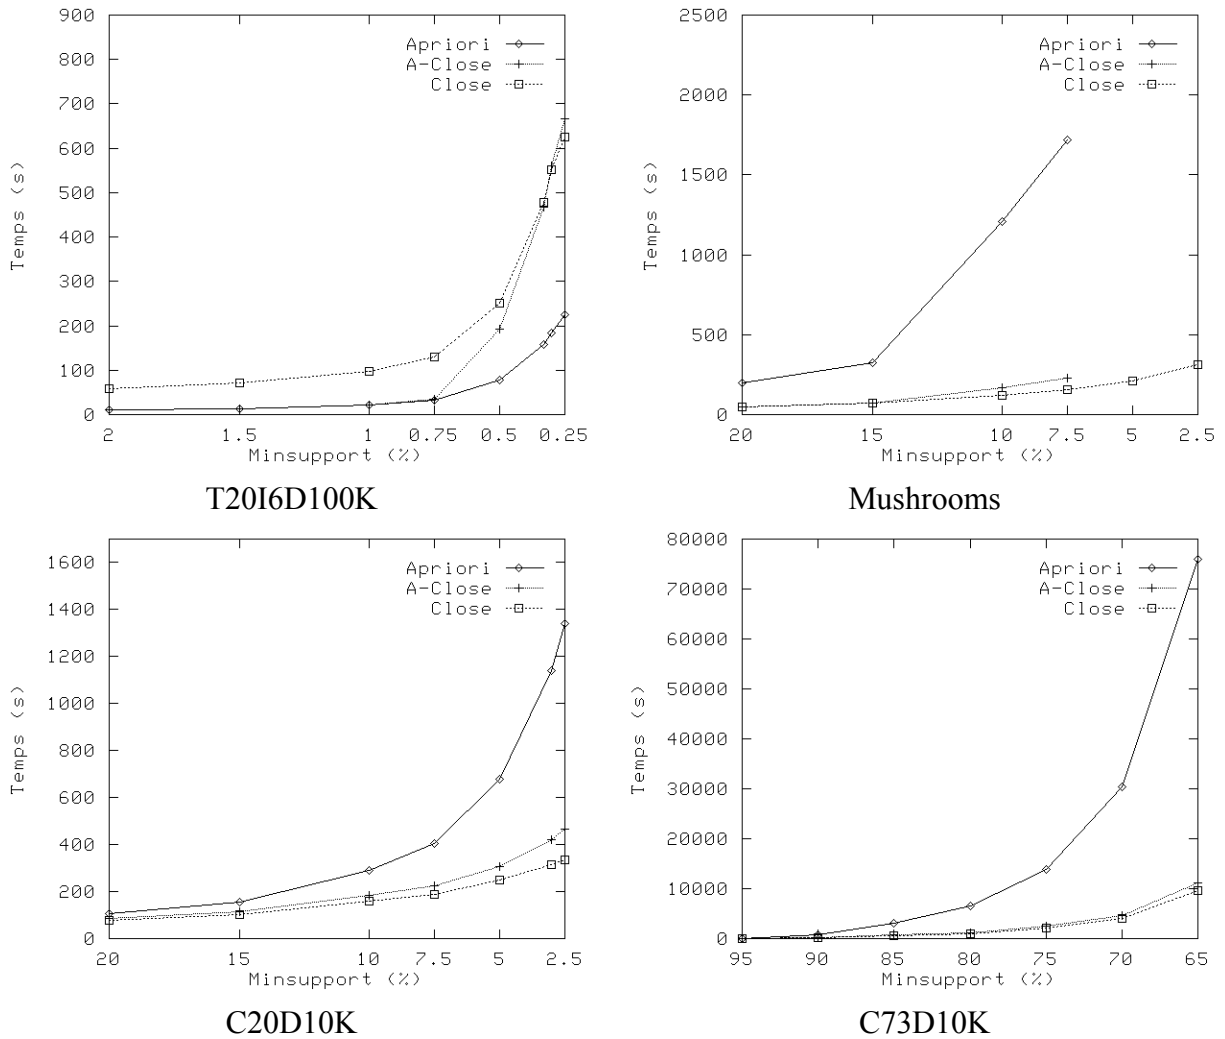 900
800
700
600
500
400
300
200
100
0
Temps (s)
Apriori
A-Close
Close
2 1.5 1 0.75 0.5 0.25
Minsupport (%)
T20I6D100K
2500
2000
1500
1000
500
0
Temps (s)
Apriori
A-Close
Close
20 15 10 7.5 5 2.5
Minsupport (%)
Mushrooms
1600
1400
1200
1000
800
600
400
200
0
Temps (s)
Apriori
A-Close
Close
20 15 10 7.5 5 2.5
Minsupport (%)
C20D10K
80000
70000
60000
50000
40000
30000
20000
10000
0
Temps (s)
Apriori
A-Close
Close
95 90 85 80 75 70 65
Minsupport (%)
C73D10K